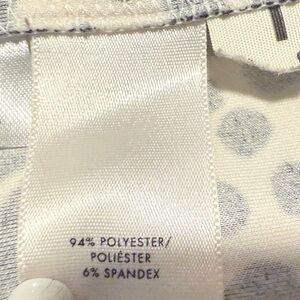 94% POLYESTER/
POLIÉSTER
6% SPANDEX